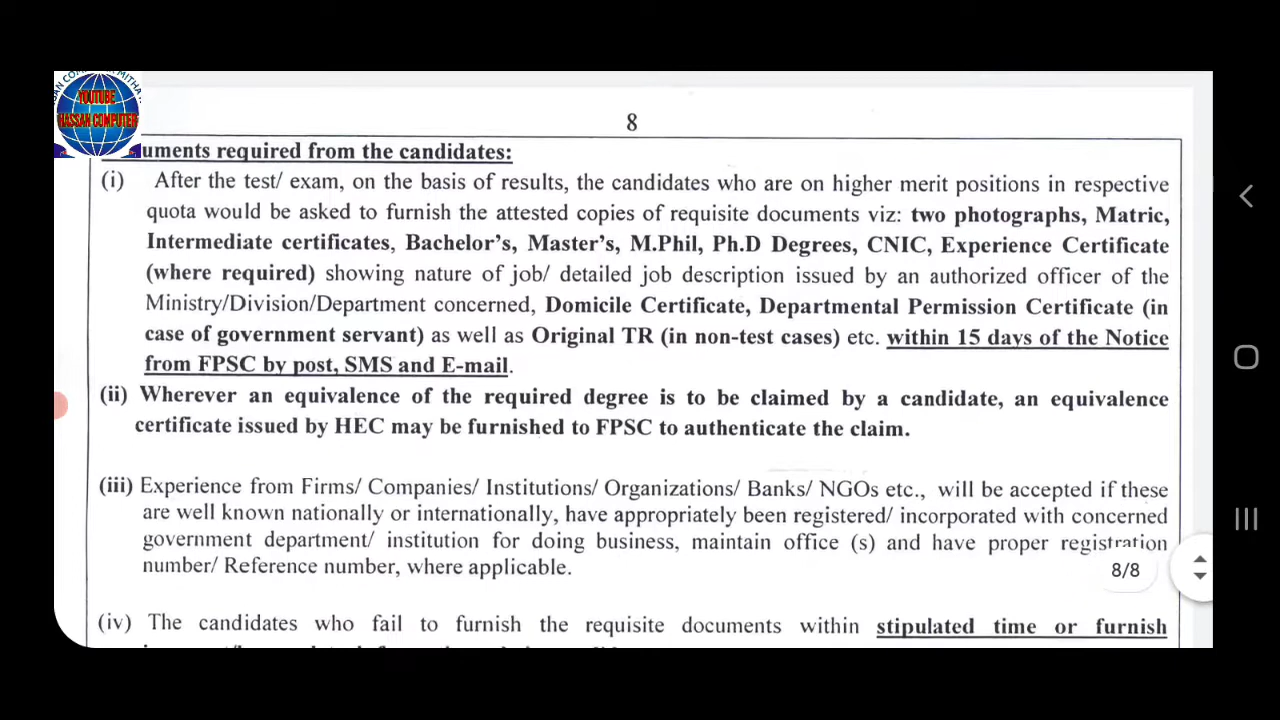 YOUTUBE
HASSAN COMPUTER
8
uments required from the candidates:
(i) After the test/ exam, on the basis of results, the candidates who are on higher merit positions in respective
quota would be asked to furnish the attested copies of requisite documents viz: two photographs, Matric,
Intermediate certificates, Bachelor’s, Master’s, M.Phil, Ph.D Degrees, CNIC, Experience Certificate
(where required) showing nature of job/ detailed job description issued by an authorized officer of the
Ministry/Division/Department concerned, Domicile Certificate, Departmental Permission Certificate (in
case of government servant) as well as Original TR (in non-test cases) etc. within 15 days of the Notice
from FPSC by post, SMS and E-mail.
(ii) Wherever an equivalence of the required degree is to be claimed by a candidate, an equivalence
certificate issued by HEC may be furnished to FPSC to authenticate the claim.
(iii) Experience from Firms/ Companies/ Institutions/ Organizations/ Banks/ NGOs etc., will be accepted if these
are well known nationally or internationally, have appropriately been registered/ incorporated with concerned
government department/ institution for doing business, maintain office (s) and have proper registration
number/ Reference number, where applicable.
8/8
(iv) The candidates who fail to furnish the requisite documents within stipulated time or furnish